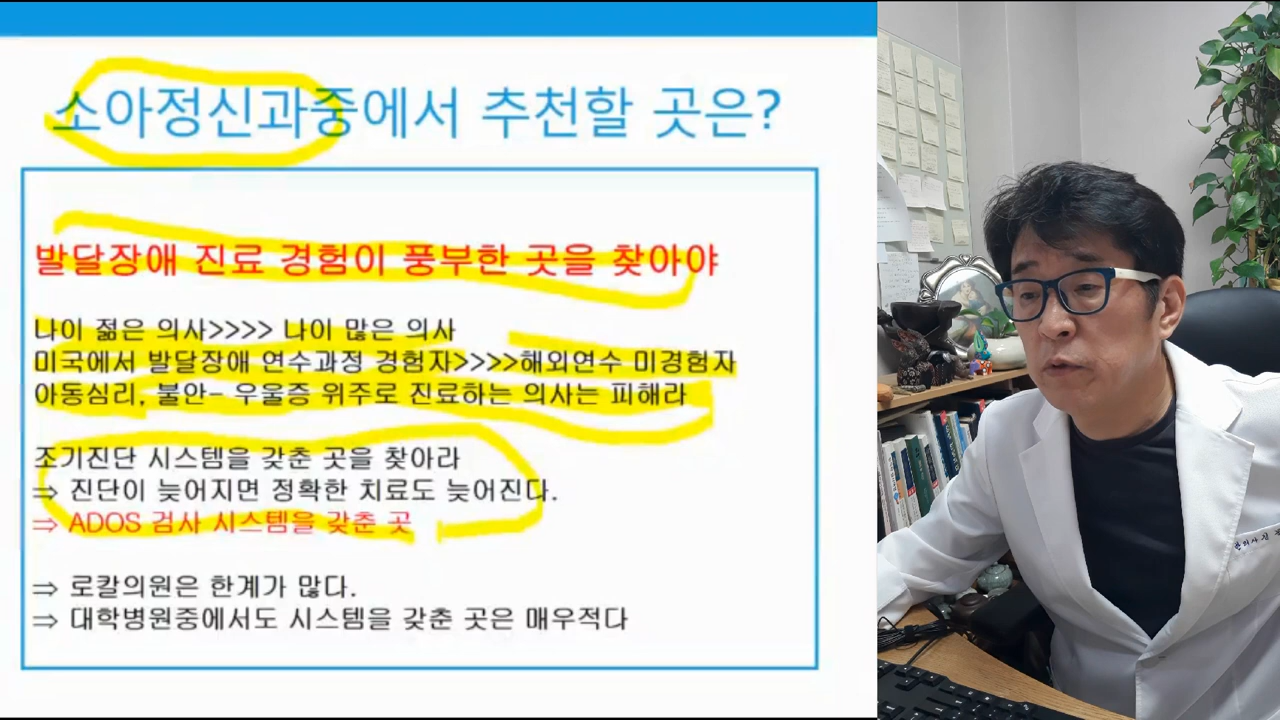 소아정신과중에서 추천할 곳은?
발달장애 진료 경험이 풍부한 곳을 찾아야
나이 젊은 의사>>>> 나이 많은 의사
미국에서 발달장애 연수과정 경험자>>>>해외연수 미경험자
아동심리, 불안- 우울증 위주로 진료하는 의사는 피해라
조기진단 시스템을 갖춘 곳을 찾아라
⇒ 진단이 늦어지면 정확한 치료도 늦어진다.
⇒ ADOS 검사 시스템을 갖춘 곳
⇒ 로칼의원은 한계가 많다.
⇒ 대학병원중에서도 시스템을 갖춘 곳은 매우적다